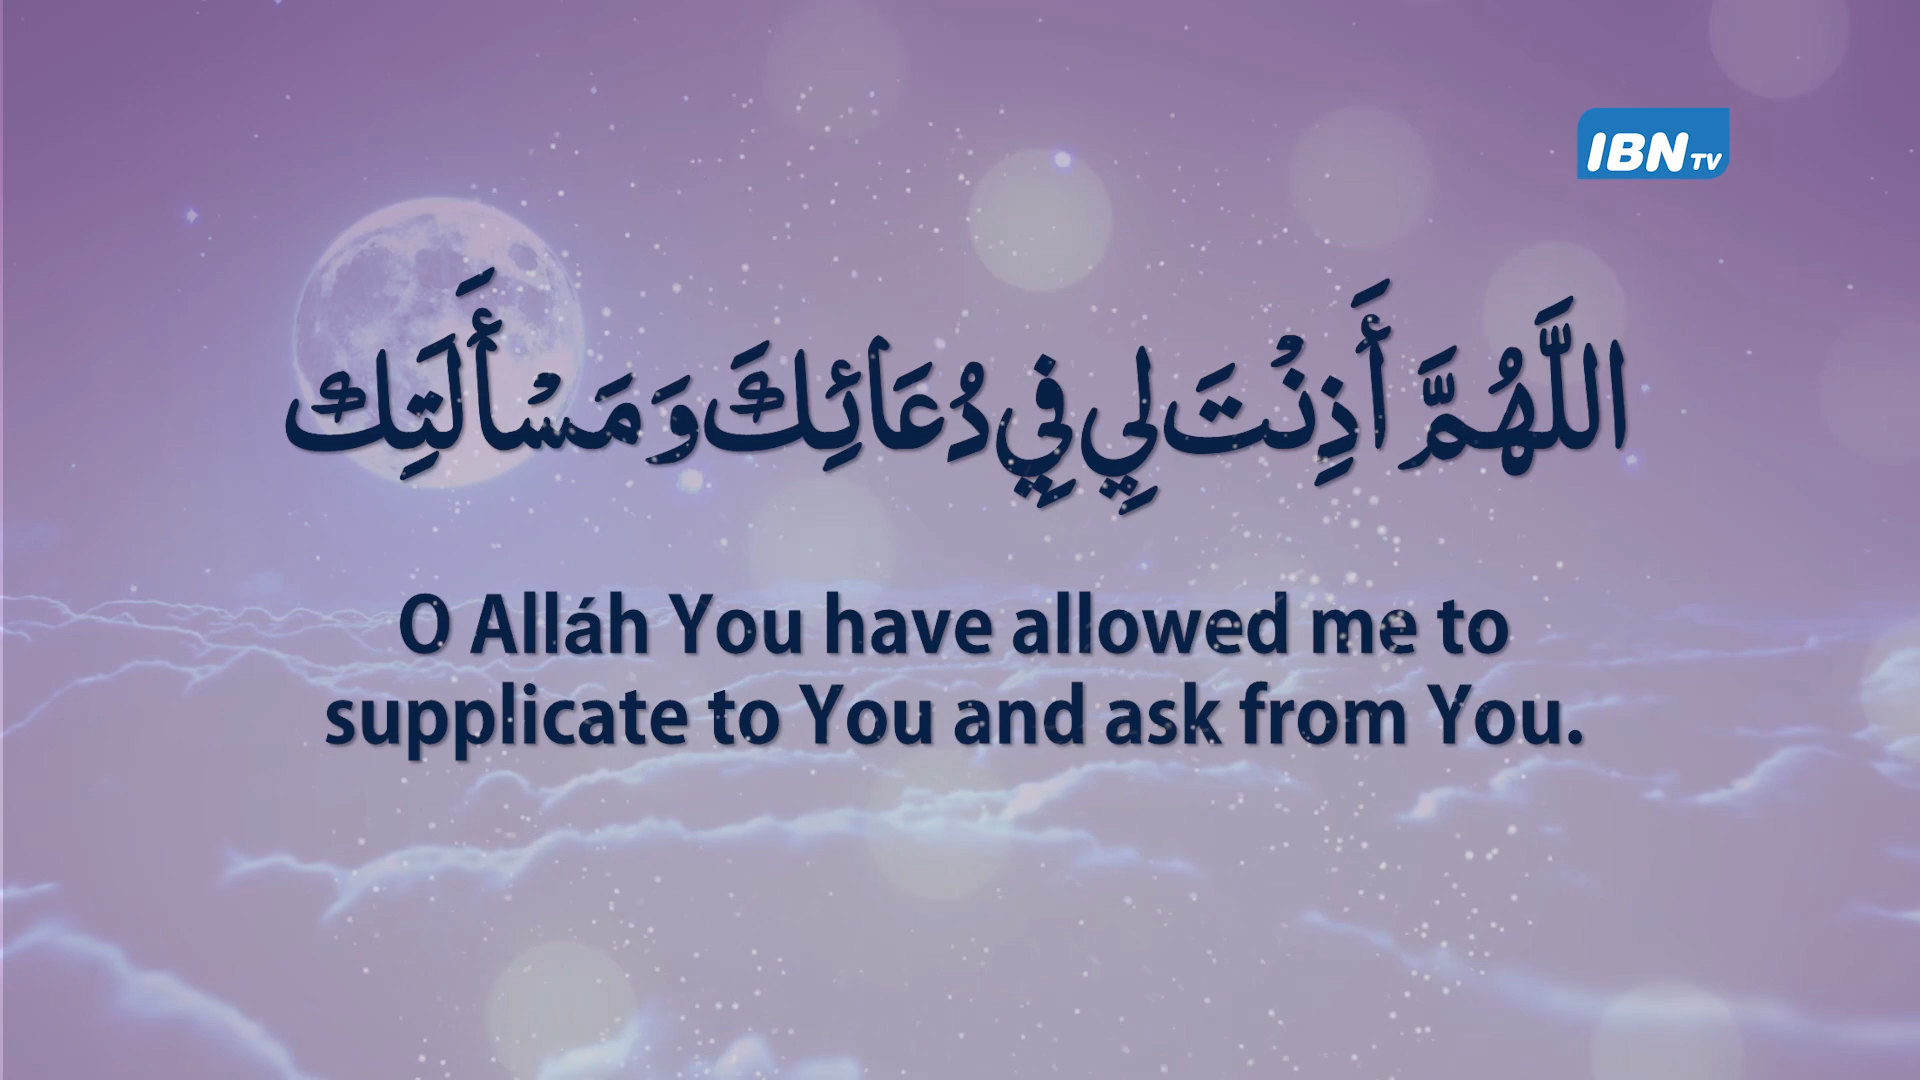 IBN TV
اللَّهُمَّ أَذِنْتَ لِي فِي دُعَائِكَ وَمَسْأَلَتِك
O Alláh You have allowed me to
supplicate to You and ask from You.